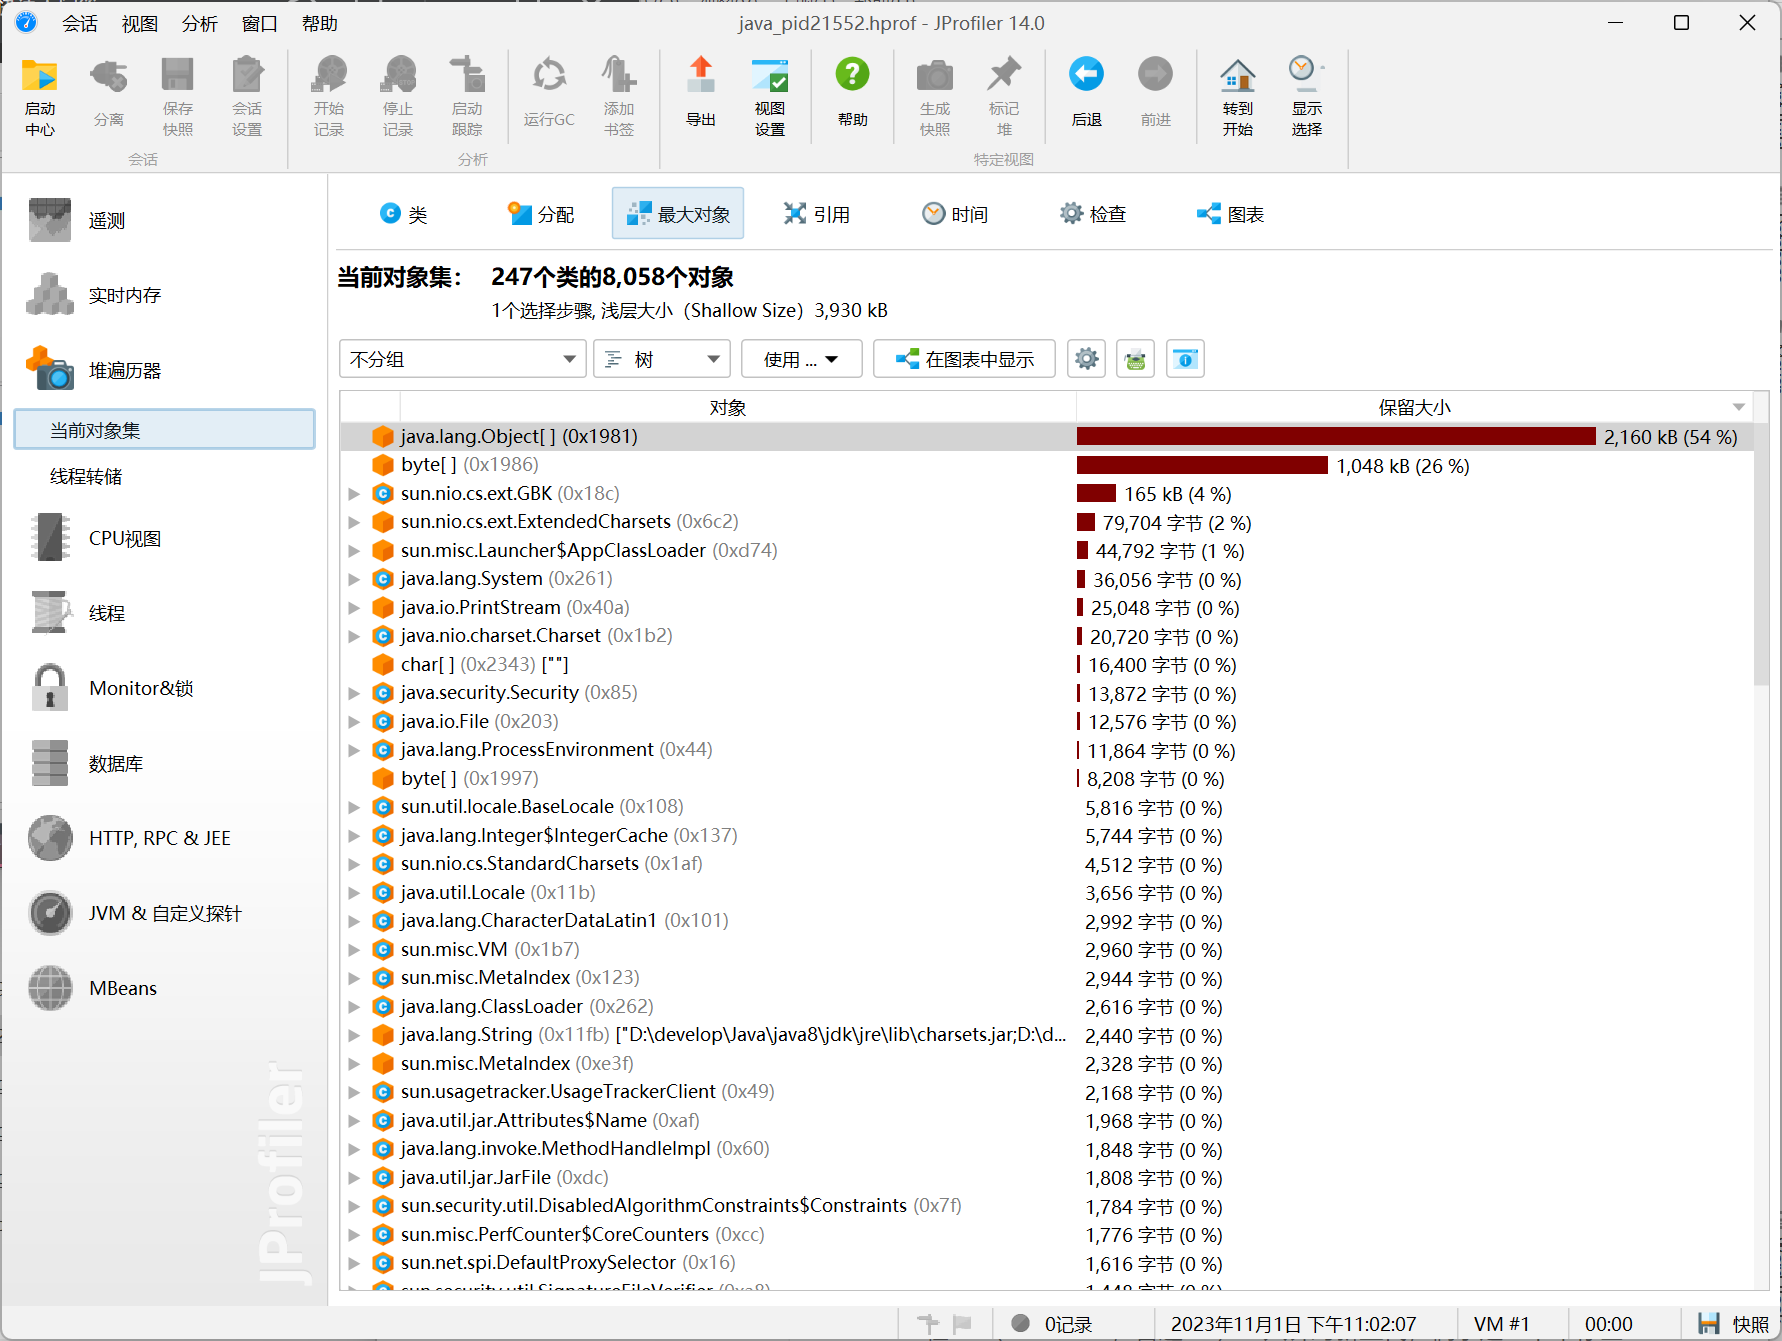 java_pid21552.hprof - JProfiler 14.0
会话 视图 分析 窗口 帮助
启动中心 分离 保存快照 会话设置 开始记录 停止记录 启动跟踪 运行GC 添加书签 导出 视图设置 帮助 生成快照 标记堆 后退 前进 转到开始 显示选择
会话 分析 特定视图
遥测
实时内存
堆遍历器
当前对象集
线程转储
CPU视图
线程
Monitor&锁
数据库
HTTP, RPC & JEE
JVM & 自定义探针
MBeans
JProfiler
类 分配 最大对象 引用 时间 检查 图表
当前对象集： 247个类的8,058个对象
1个选择步骤, 浅层大小（Shallow Size）3,930 kB
不分组 树 使用 ... 在图表中显示
对象 保留大小
java.lang.Object[ ] (0x1981) 2,160 kB (54 %)
byte[ ] (0x1986) 1,048 kB (26 %)
sun.nio.cs.ext.GBK (0x18c) 165 kB (4 %)
sun.nio.cs.ext.ExtendedCharsets (0x6c2) 79,704 字节 (2 %)
sun.misc.Launcher$AppClassLoader (0xd74) 44,792 字节 (1 %)
java.lang.System (0x261) 36,056 字节 (0 %)
java.io.PrintStream (0x40a) 25,048 字节 (0 %)
java.nio.charset.Charset (0x1b2) 20,720 字节 (0 %)
char[ ] (0x2343) [""] 16,400 字节 (0 %)
java.security.Security (0x85) 13,872 字节 (0 %)
java.io.File (0x203) 12,576 字节 (0 %)
java.lang.ProcessEnvironment (0x44) 11,864 字节 (0 %)
byte[ ] (0x1997) 8,208 字节 (0 %)
sun.util.locale.BaseLocale (0x108) 5,816 字节 (0 %)
java.lang.Integer$IntegerCache (0x137) 5,744 字节 (0 %)
sun.nio.cs.StandardCharsets (0x1af) 4,512 字节 (0 %)
java.util.Locale (0x11b) 3,656 字节 (0 %)
java.lang.CharacterDataLatin1 (0x101) 2,992 字节 (0 %)
sun.misc.VM (0x1b7) 2,960 字节 (0 %)
sun.misc.MetaIndex (0x123) 2,944 字节 (0 %)
java.lang.ClassLoader (0x262) 2,616 字节 (0 %)
java.lang.String (0x11fb) ["D:\develop\Java\java8\jdk\jre\lib\charsets.jar;D:\d... 2,440 字节 (0 %)
sun.misc.MetaIndex (0xe3f) 2,328 字节 (0 %)
sun.usagetracker.UsageTrackerClient (0x49) 2,168 字节 (0 %)
java.util.jar.Attributes$Name (0xaf) 1,968 字节 (0 %)
java.lang.invoke.MethodHandleImpl (0x60) 1,848 字节 (0 %)
java.util.jar.JarFile (0xdc) 1,808 字节 (0 %)
sun.security.util.DisabledAlgorithmConstraints$Constraints (0x7f) 1,784 字节 (0 %)
sun.misc.PerfCounter$CoreCounters (0xcc) 1,776 字节 (0 %)
sun.net.spi.DefaultProxySelector (0x16) 1,616 字节 (0 %)
0记录 2023年11月1日 下午11:02:07 VM #1 00:00 快照